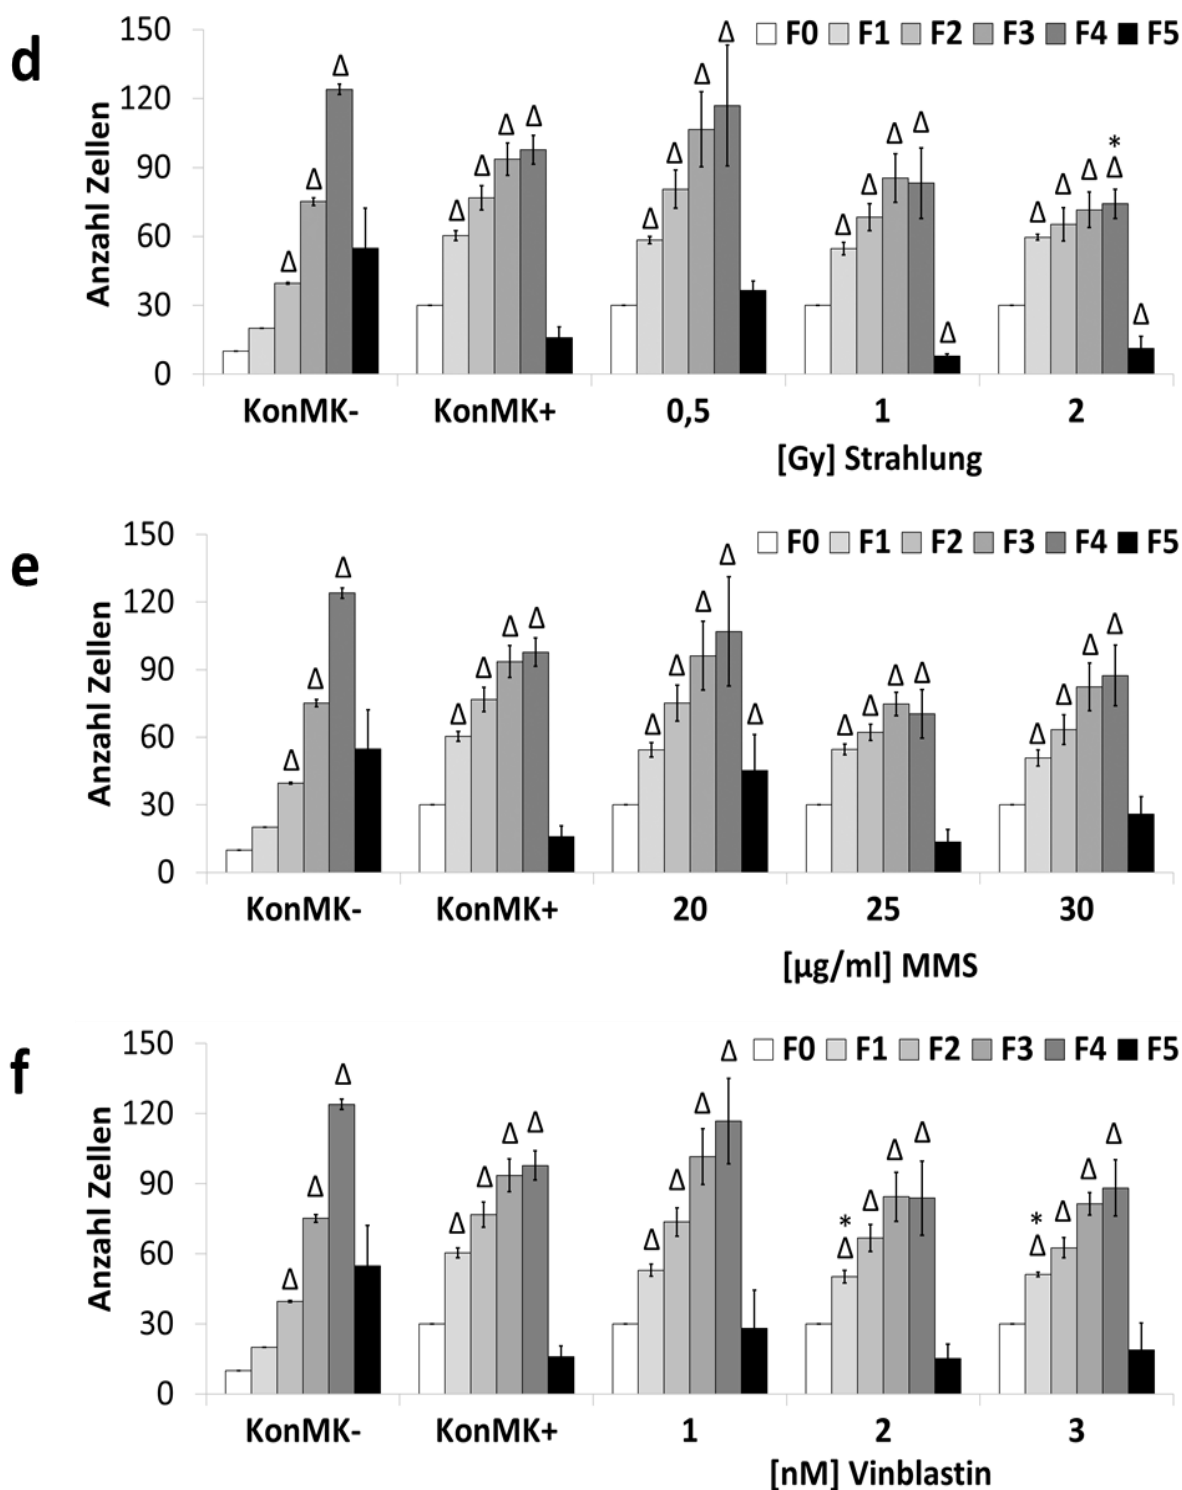 d
Anzahl Zellen
150
120
90
60
30
0
F0 F1 F2 F3 F4 F5
Δ Δ Δ
Δ Δ Δ Δ
Δ Δ Δ Δ
Δ Δ Δ Δ Δ
*
Δ Δ Δ Δ Δ
KonMK- KonMK+ 0,5 1 2
[Gy] Strahlung
e
Anzahl Zellen
150
120
90
60
30
0
F0 F1 F2 F3 F4 F5
Δ Δ Δ
Δ Δ Δ Δ
Δ Δ Δ Δ Δ
Δ Δ Δ Δ
Δ Δ Δ Δ
KonMK- KonMK+ 20 25 30
[µg/ml] MMS
f
Anzahl Zellen
150
120
90
60
30
0
F0 F1 F2 F3 F4 F5
Δ Δ Δ
Δ Δ Δ Δ
Δ Δ Δ Δ
*
Δ Δ Δ Δ
*
Δ Δ Δ Δ
KonMK- KonMK+ 1 2 3
[nM] Vinblastin